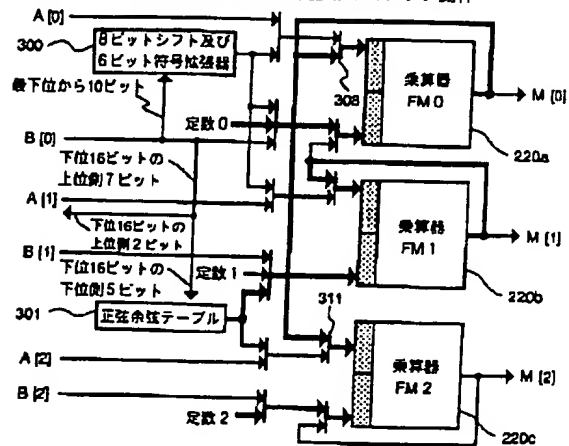 A [0]
300
8ビットシフト及び
6ビット符号拡張器
最下位から10ビット
308
乗算器
FM 0
M [0]
220a
定数0
B [0]
下位16ビットの
上位側7ビット
A [1]
下位16ビットの
上位側2ビット
B [1]
下位16ビットの
下位側5ビット
定数1
乗算器
FM 1
M [1]
220b
301
正弦余弦テーブル
311
A [2]
B [2]
定数2
乗算器
FM 2
M [2]
220c